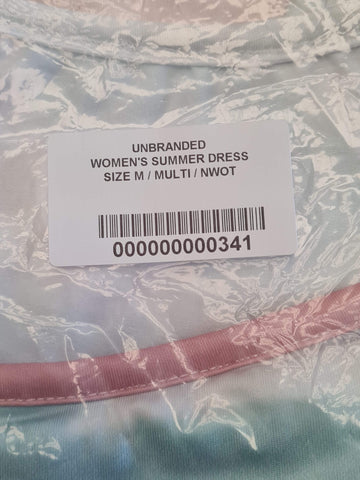 UNBRANDED
WOMEN'S SUMMER DRESS
SIZE M / MULTI / NWOT
000000000341